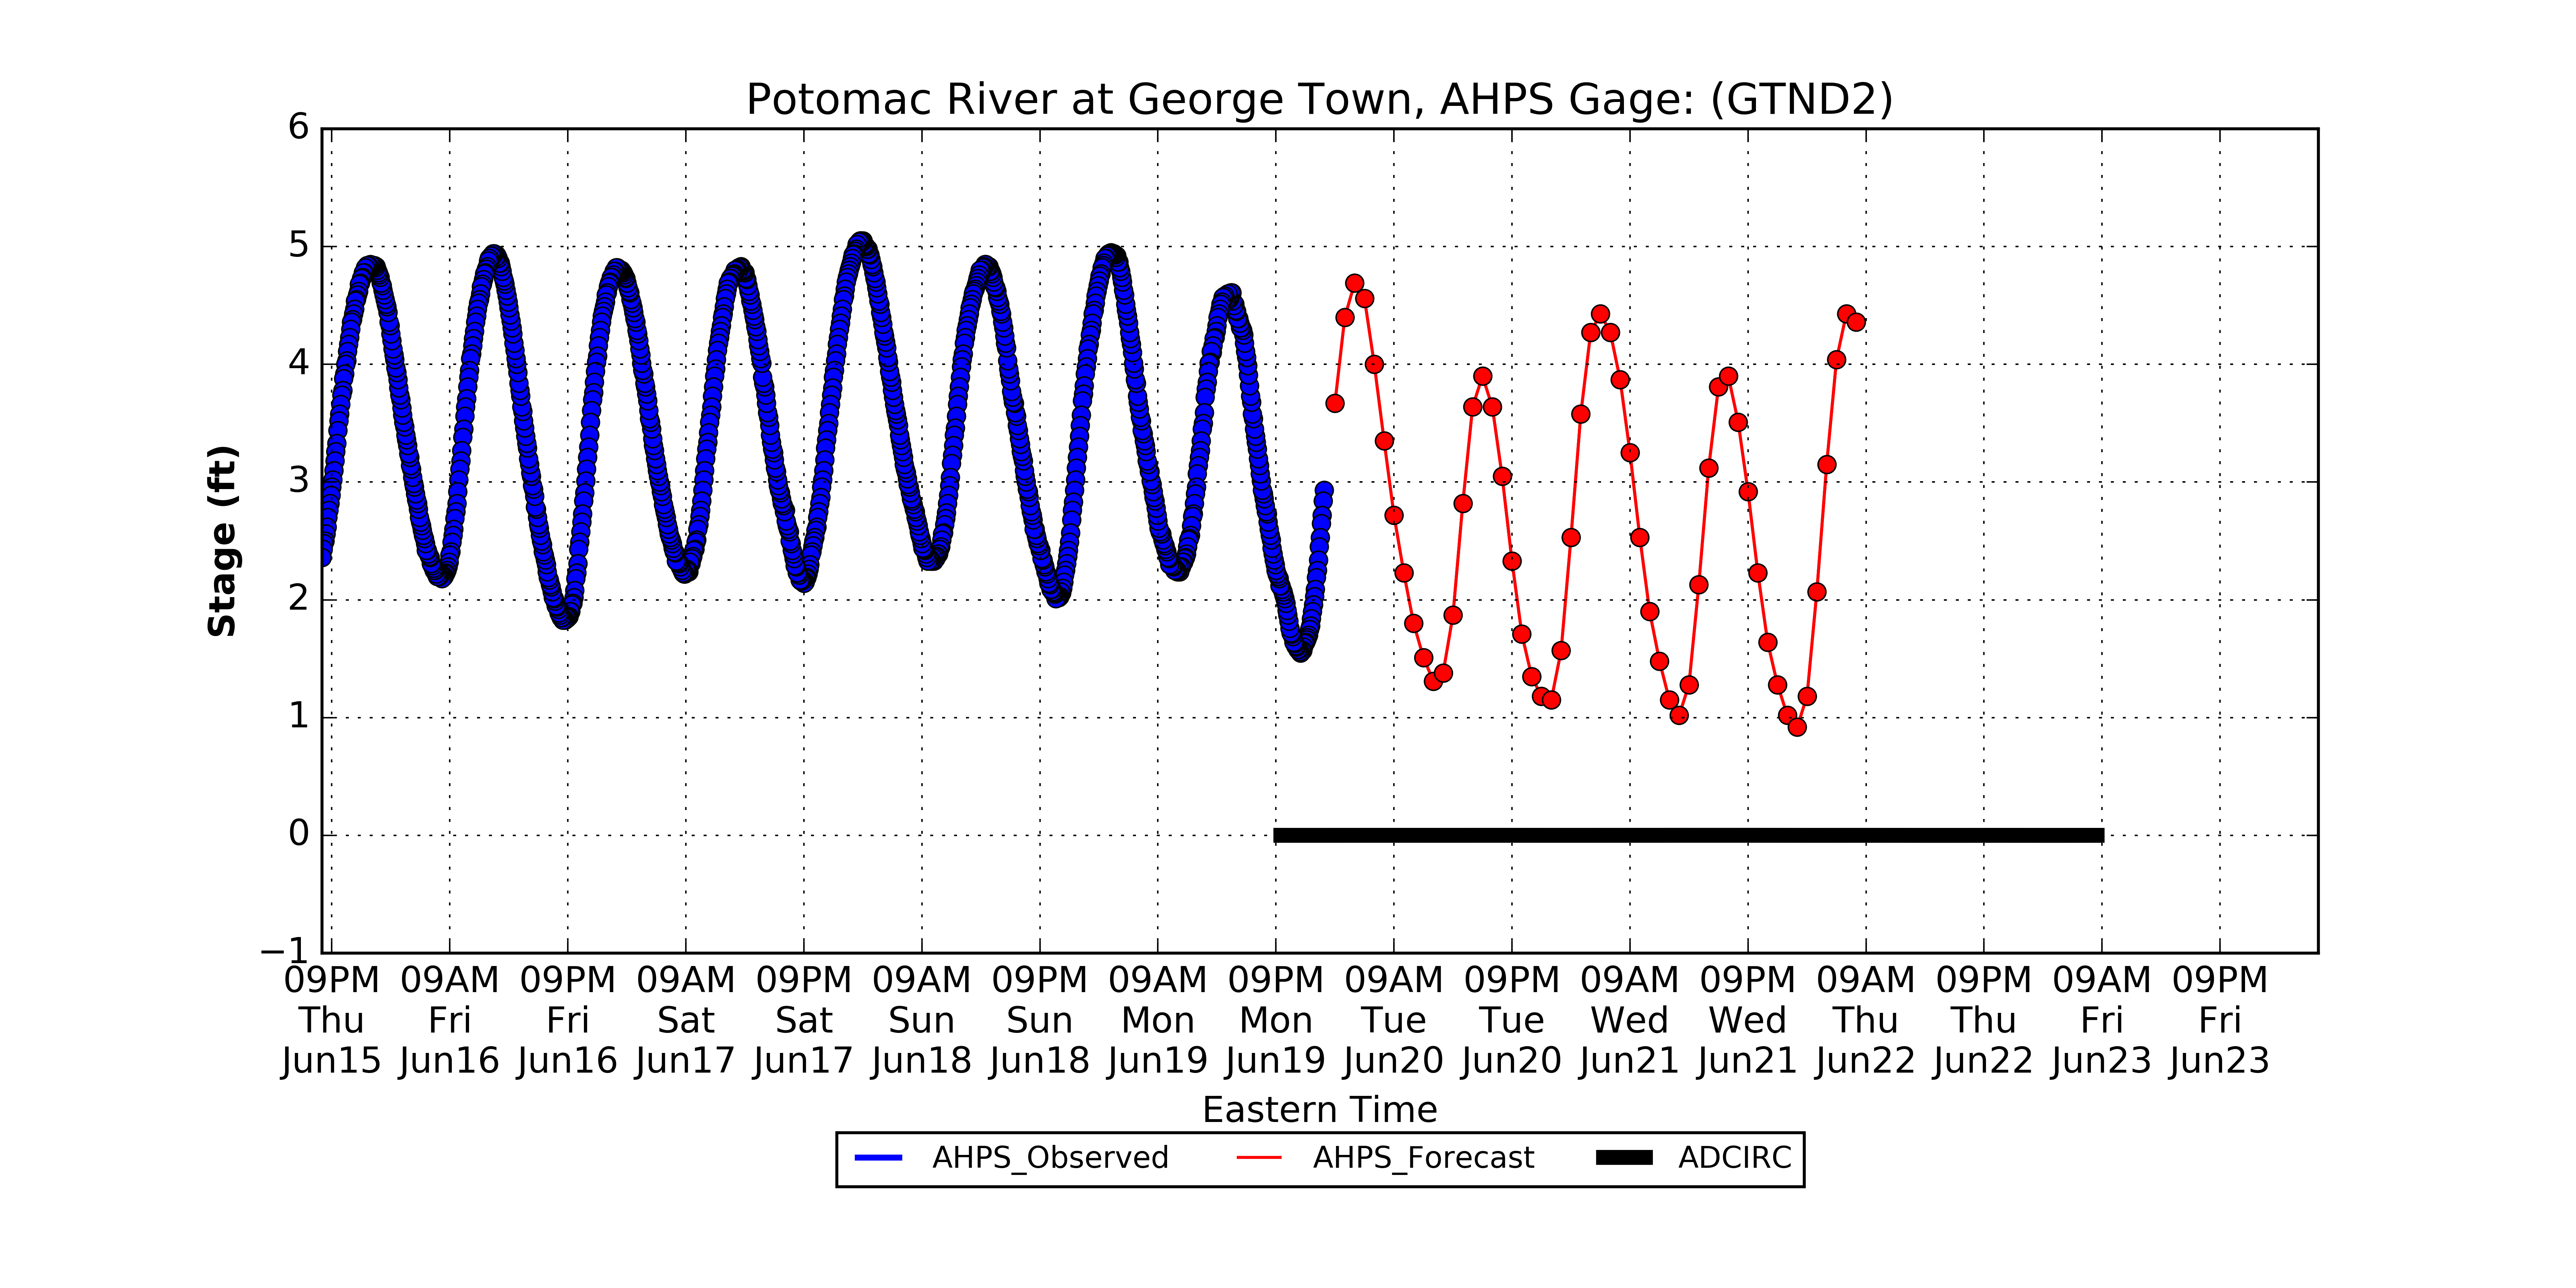 Potomac River at George Town, AHPS Gage: (GTND2)
6
5
4
3
2
1
0
−1
Stage (ft)
09PM 09AM 09PM 09AM 09PM 09AM 09PM 09AM 09PM 09AM 09PM 09AM 09PM 09AM 09PM 09AM 09PM
Thu Fri Fri Sat Sat Sun Sun Mon Mon Tue Tue Wed Wed Thu Thu Fri Fri
Jun15 Jun16 Jun16 Jun17 Jun17 Jun18 Jun18 Jun19 Jun19 Jun20 Jun20 Jun21 Jun21 Jun22 Jun22 Jun23 Jun23
Eastern Time
AHPS_Observed AHPS_Forecast ADCIRC